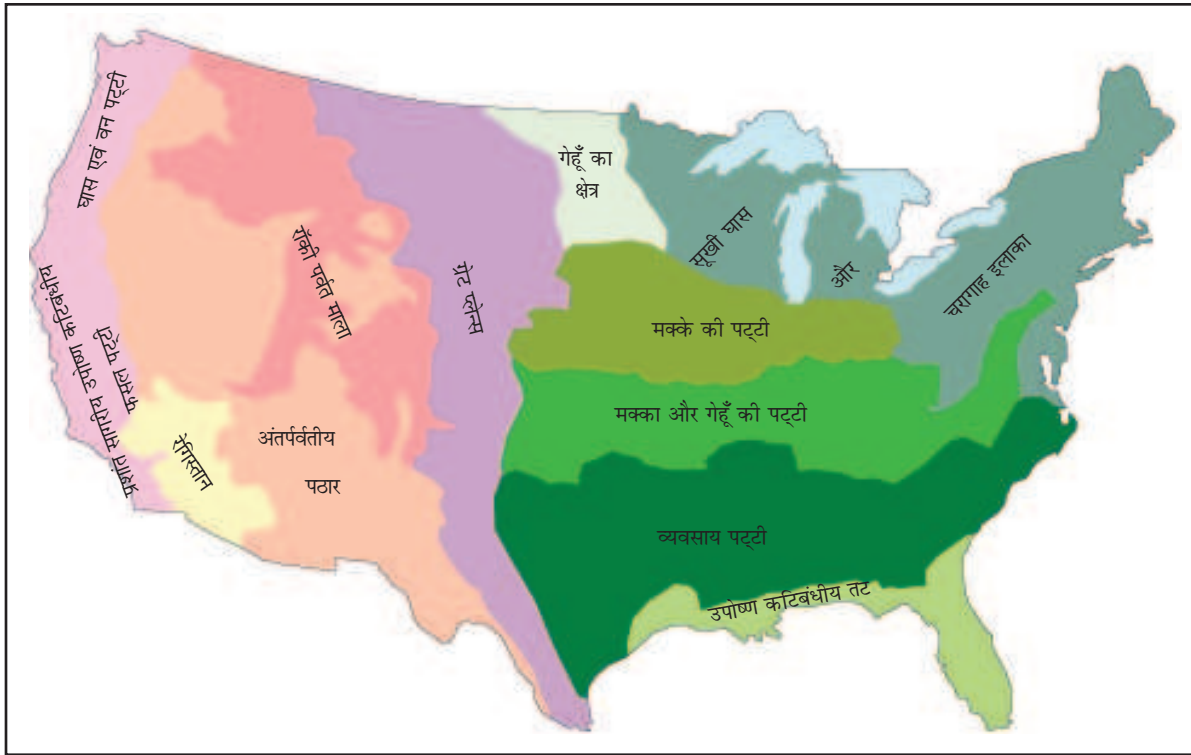 घास एवं वन पट्टी
गेहूँ का
क्षेत्र
रॉकी पर्वत माला
ग्रेट प्लेन्स
सूखी घास
और
चरागाह इलाका
प्रशांत सागरीय उपोष्ण कटिबंधीय
फसल पट्टी
मक्के की पट्टी
मक्का और गेहूँ की पट्टी
रेगिस्तान
अंतर्पर्वतीय
पठार
व्यवसाय पट्टी
उपोष्ण कटिबंधीय तट